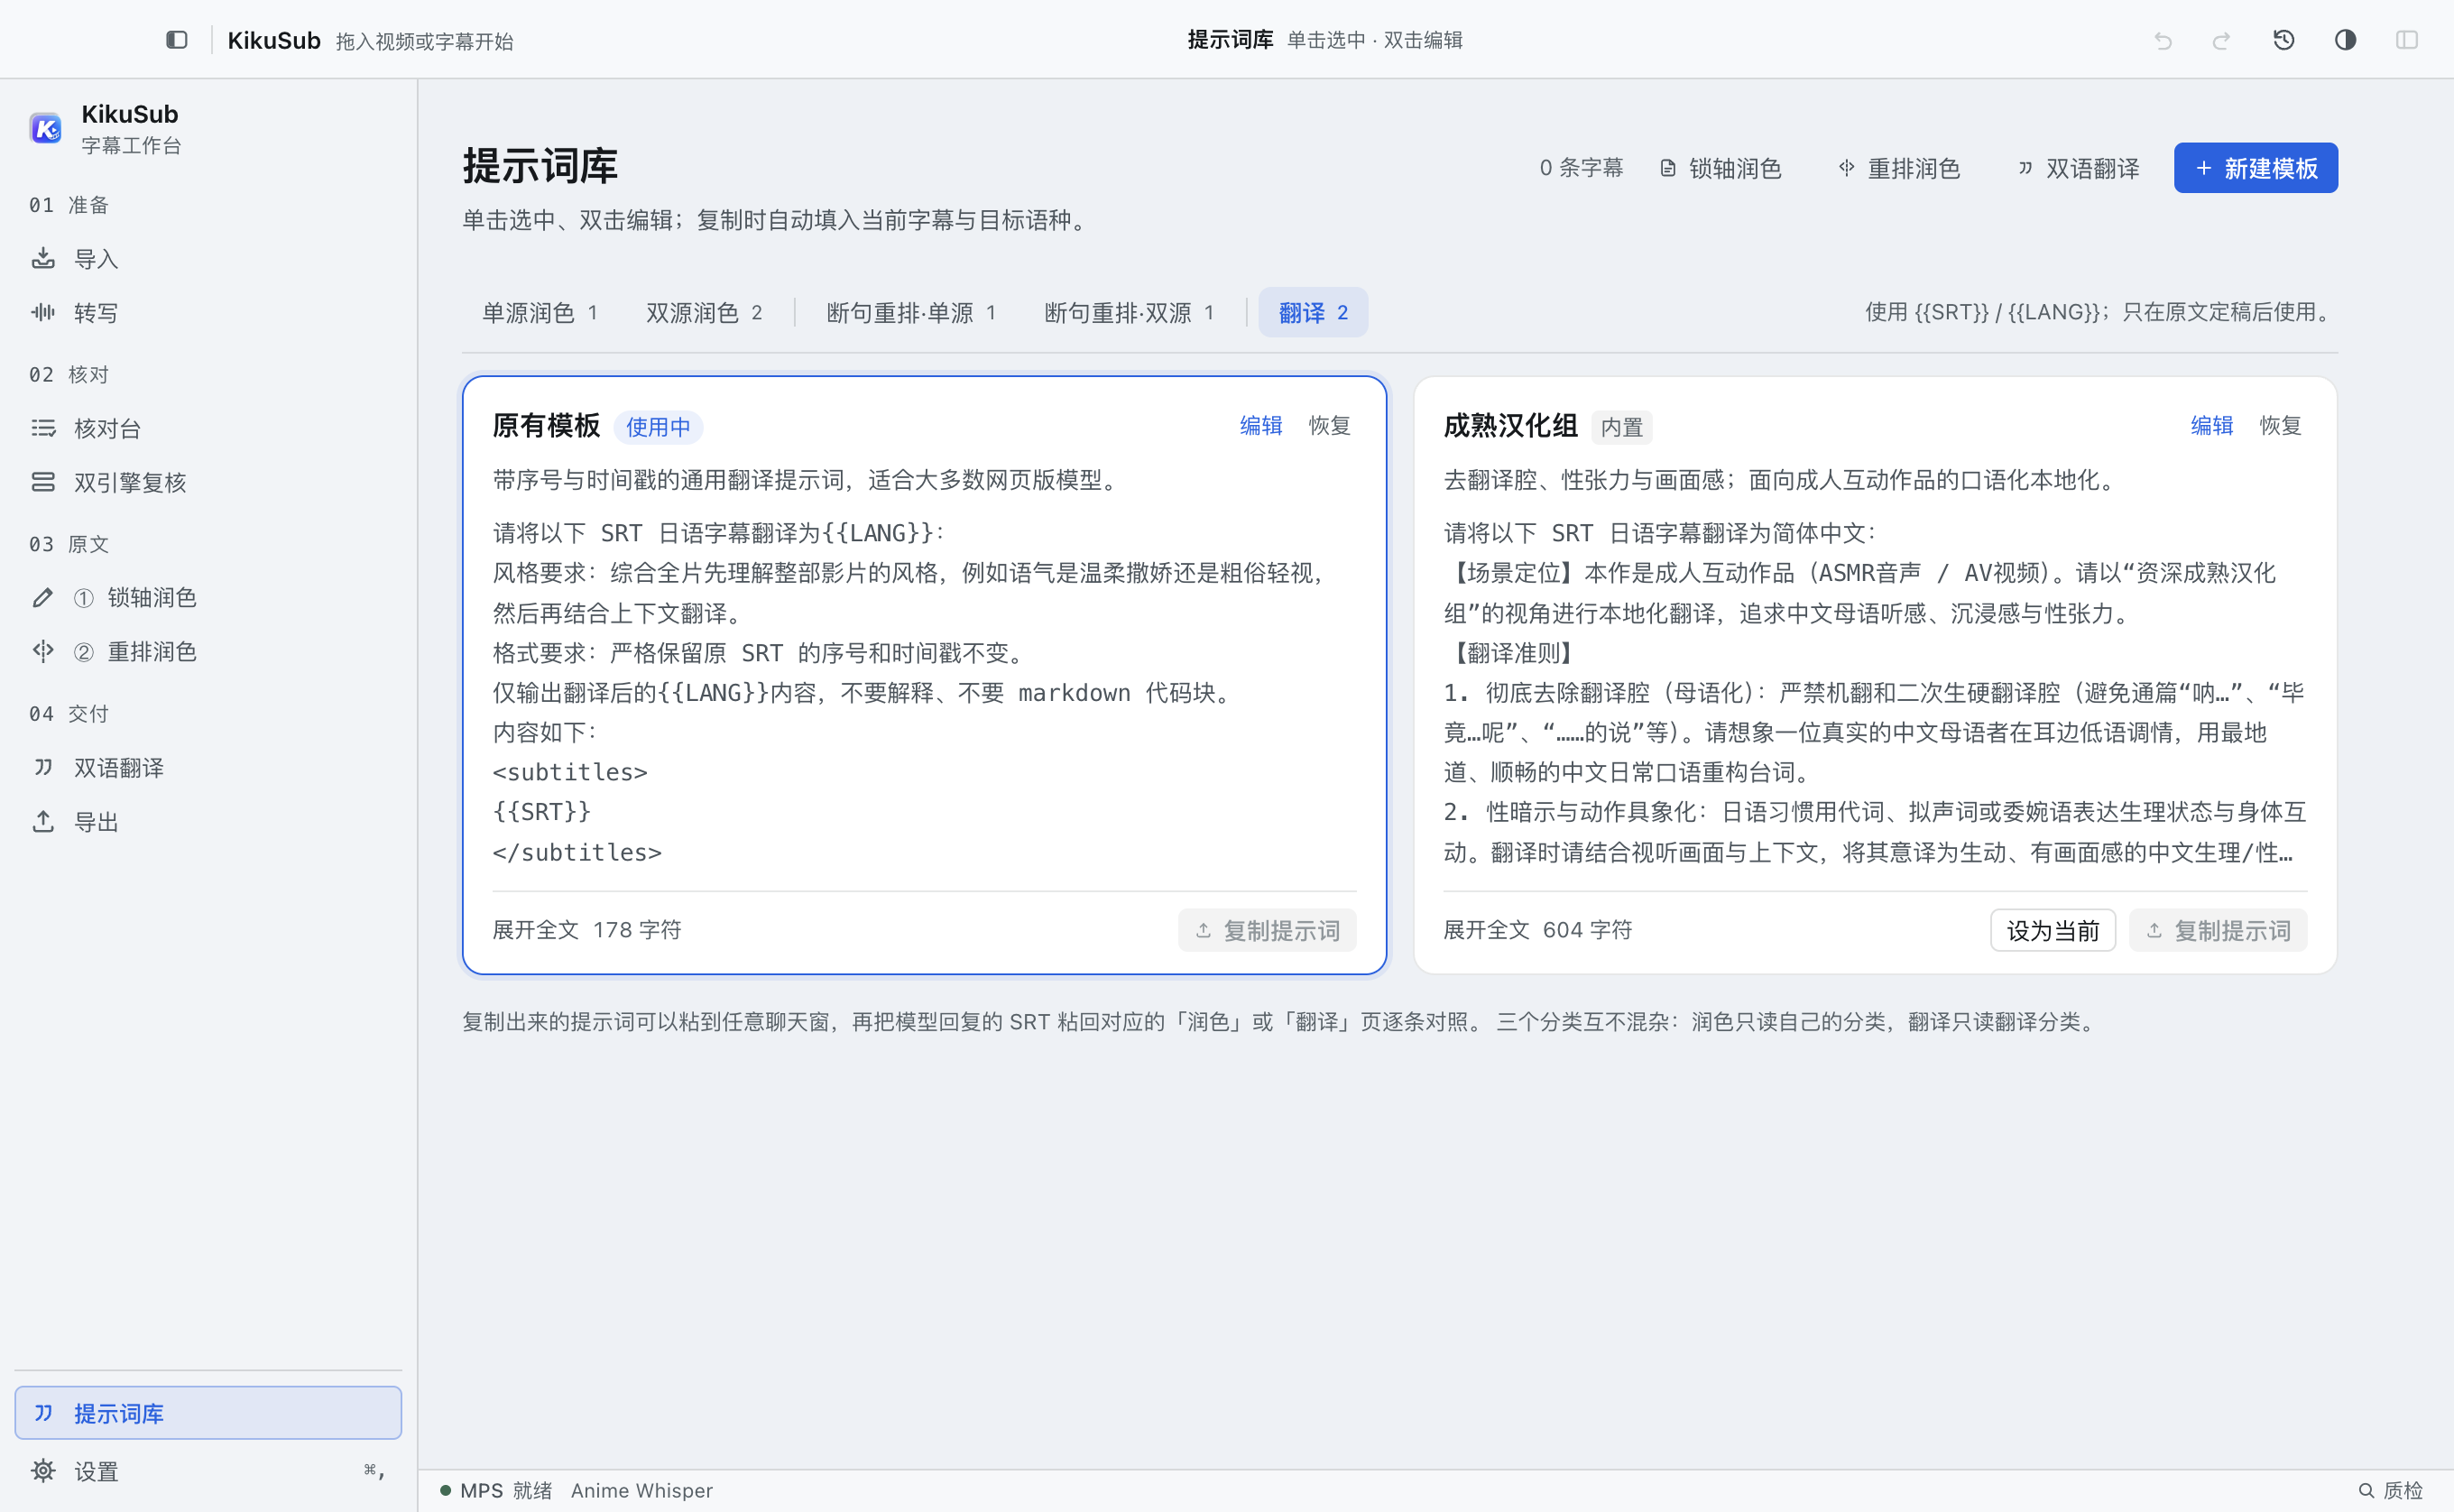 KikuSub 拖入视频或字幕开始
提示词库 单击选中 · 双击编辑
KikuSub
字幕工作台
01 准备
导入
转写
02 核对
核对台
双引擎复核
03 原文
① 锁轴润色
② 重排润色
04 交付
双语翻译
导出
提示词库
设置 ⌘,
提示词库
0 条字幕 锁轴润色 重排润色 双语翻译 + 新建模板
单击选中、双击编辑；复制时自动填入当前字幕与目标语种。
单源润色 1 双源润色 2 断句重排·单源 1 断句重排·双源 1 翻译 2
使用 {{SRT}} / {{LANG}}；只在原文定稿后使用。
原有模板 使用中 编辑 恢复
带序号与时间戳的通用翻译提示词，适合大多数网页版模型。
请将以下 SRT 日语字幕翻译为{{LANG}}：
风格要求：综合全片先理解整部影片的风格，例如语气是温柔撒娇还是粗俗轻视，
然后再结合上下文翻译。
格式要求：严格保留原 SRT 的序号和时间戳不变。
仅输出翻译后的{{LANG}}内容，不要解释、不要 markdown 代码块。
内容如下：
<subtitles>
{{SRT}}
</subtitles>
展开全文 178 字符 复制提示词
成熟汉化组 内置 编辑 恢复
去翻译腔、性张力与画面感；面向成人互动作品的口语化本地化。
请将以下 SRT 日语字幕翻译为简体中文：
【场景定位】本作是成人互动作品（ASMR音声 / AV视频）。请以“资深成熟汉化
组”的视角进行本地化翻译，追求中文母语听感、沉浸感与性张力。
【翻译准则】
1. 彻底去除翻译腔（母语化）：严禁机翻和二次生硬翻译腔（避免通篇“呐…”、“毕
竟…呢”、“……的说”等）。请想象一位真实的中文母语者在耳边低语调情，用最地
道、顺畅的中文日常口语重构台词。
2. 性暗示与动作具象化：日语习惯用代词、拟声词或委婉语表达生理状态与身体互
动。翻译时请结合视听画面与上下文，将其意译为生动、有画面感的中文生理/性…
展开全文 604 字符 设为当前 复制提示词
复制出来的提示词可以粘到任意聊天窗，再把模型回复的 SRT 粘回对应的「润色」或「翻译」页逐条对照。 三个分类互不混杂：润色只读自己的分类，翻译只读翻译分类。
MPS 就绪 Anime Whisper
质检